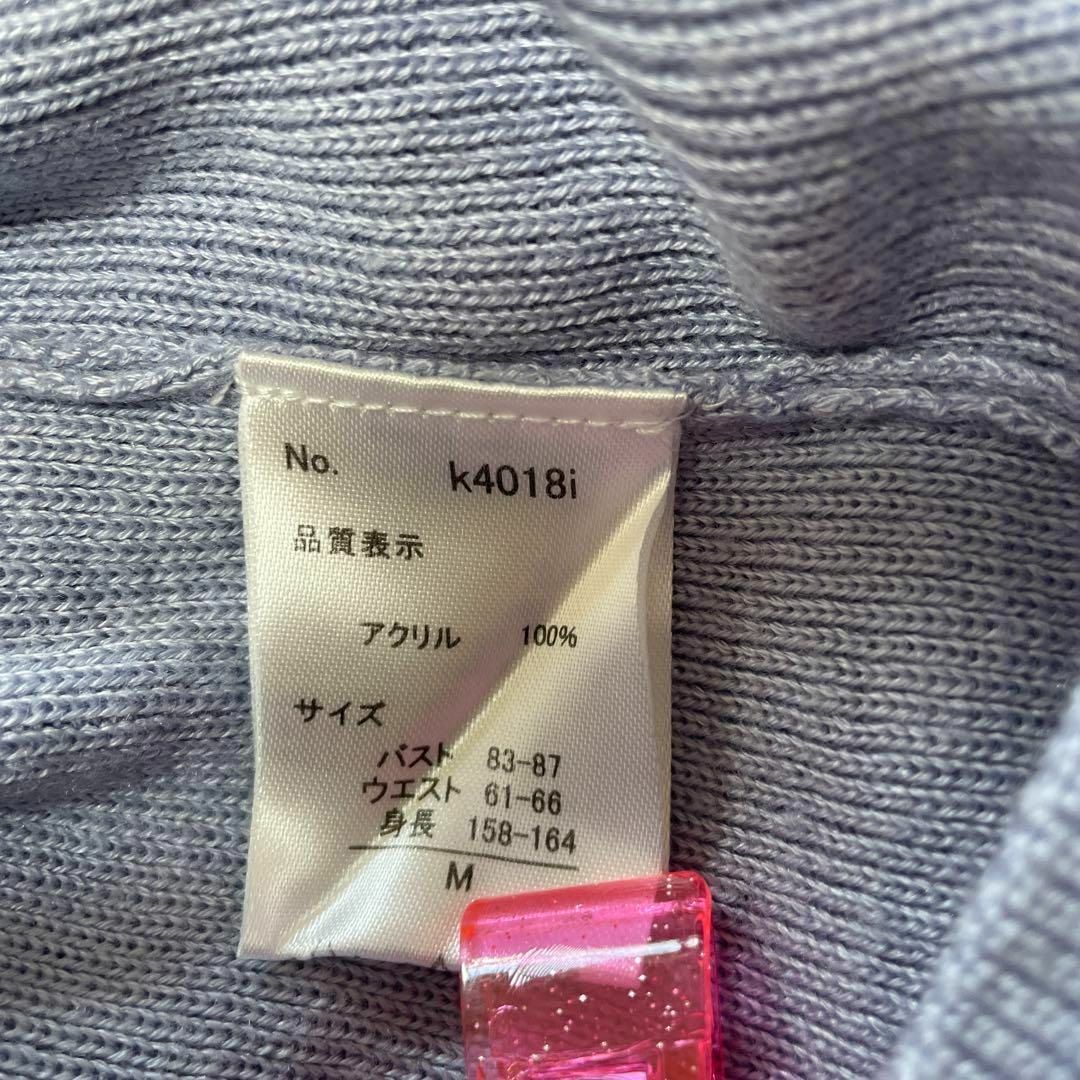 No. k4018i
品質表示
アクリル 100%
サイズ
バスト 83-87
ウエスト 61-66
身長 158-164
M